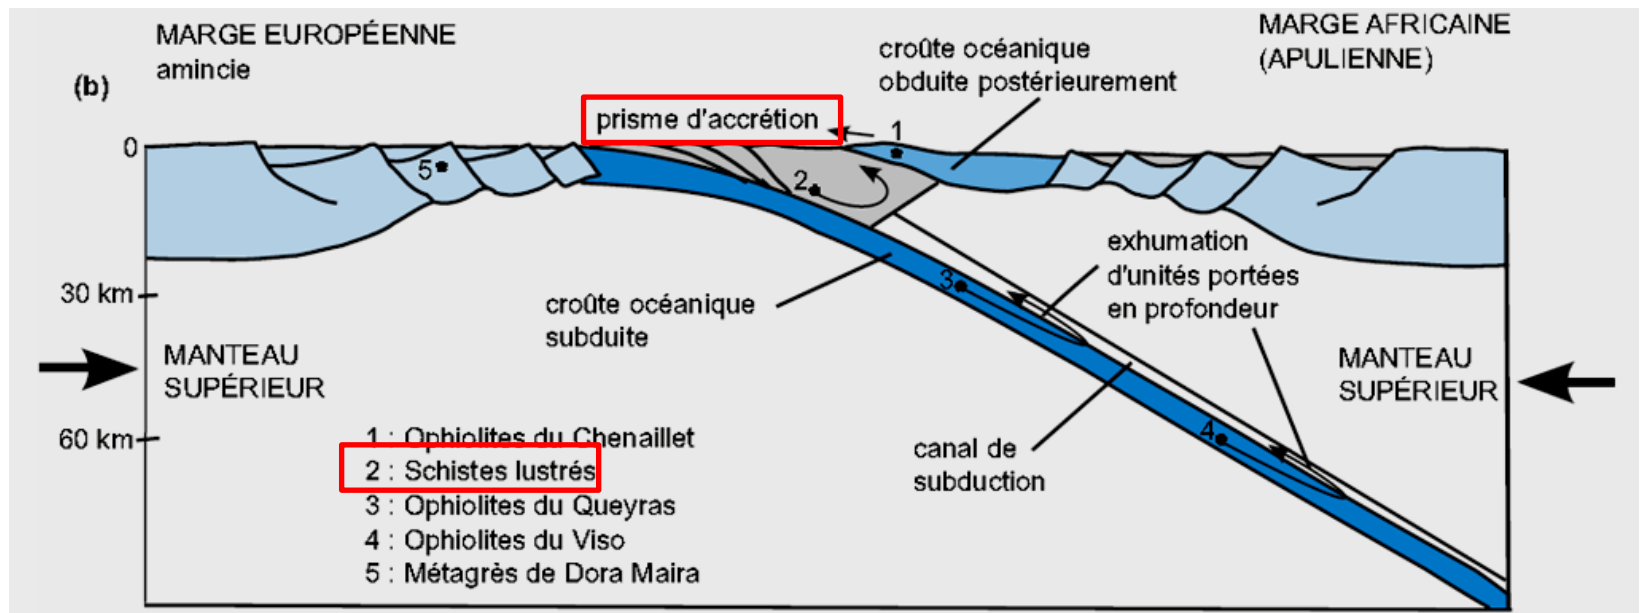 MARGE EUROPÉENNE
amincie
(b)
croûte océanique
obduite postérieurement
MARGE AFRICAINE
(APULIENNE)
prisme d'accrétion
1
0
5
2
exhumation
d'unités portées
en profondeur
3
30 km
croûte océanique
subduite
MANTEAU
SUPÉRIEUR
MANTEAU
SUPÉRIEUR
4
60 km
canal de
subduction
1 : Ophiolites du Chenaillet
2 : Schistes lustrés
3 : Ophiolites du Queyras
4 : Ophiolites du Viso
5 : Métagrès de Dora Maira